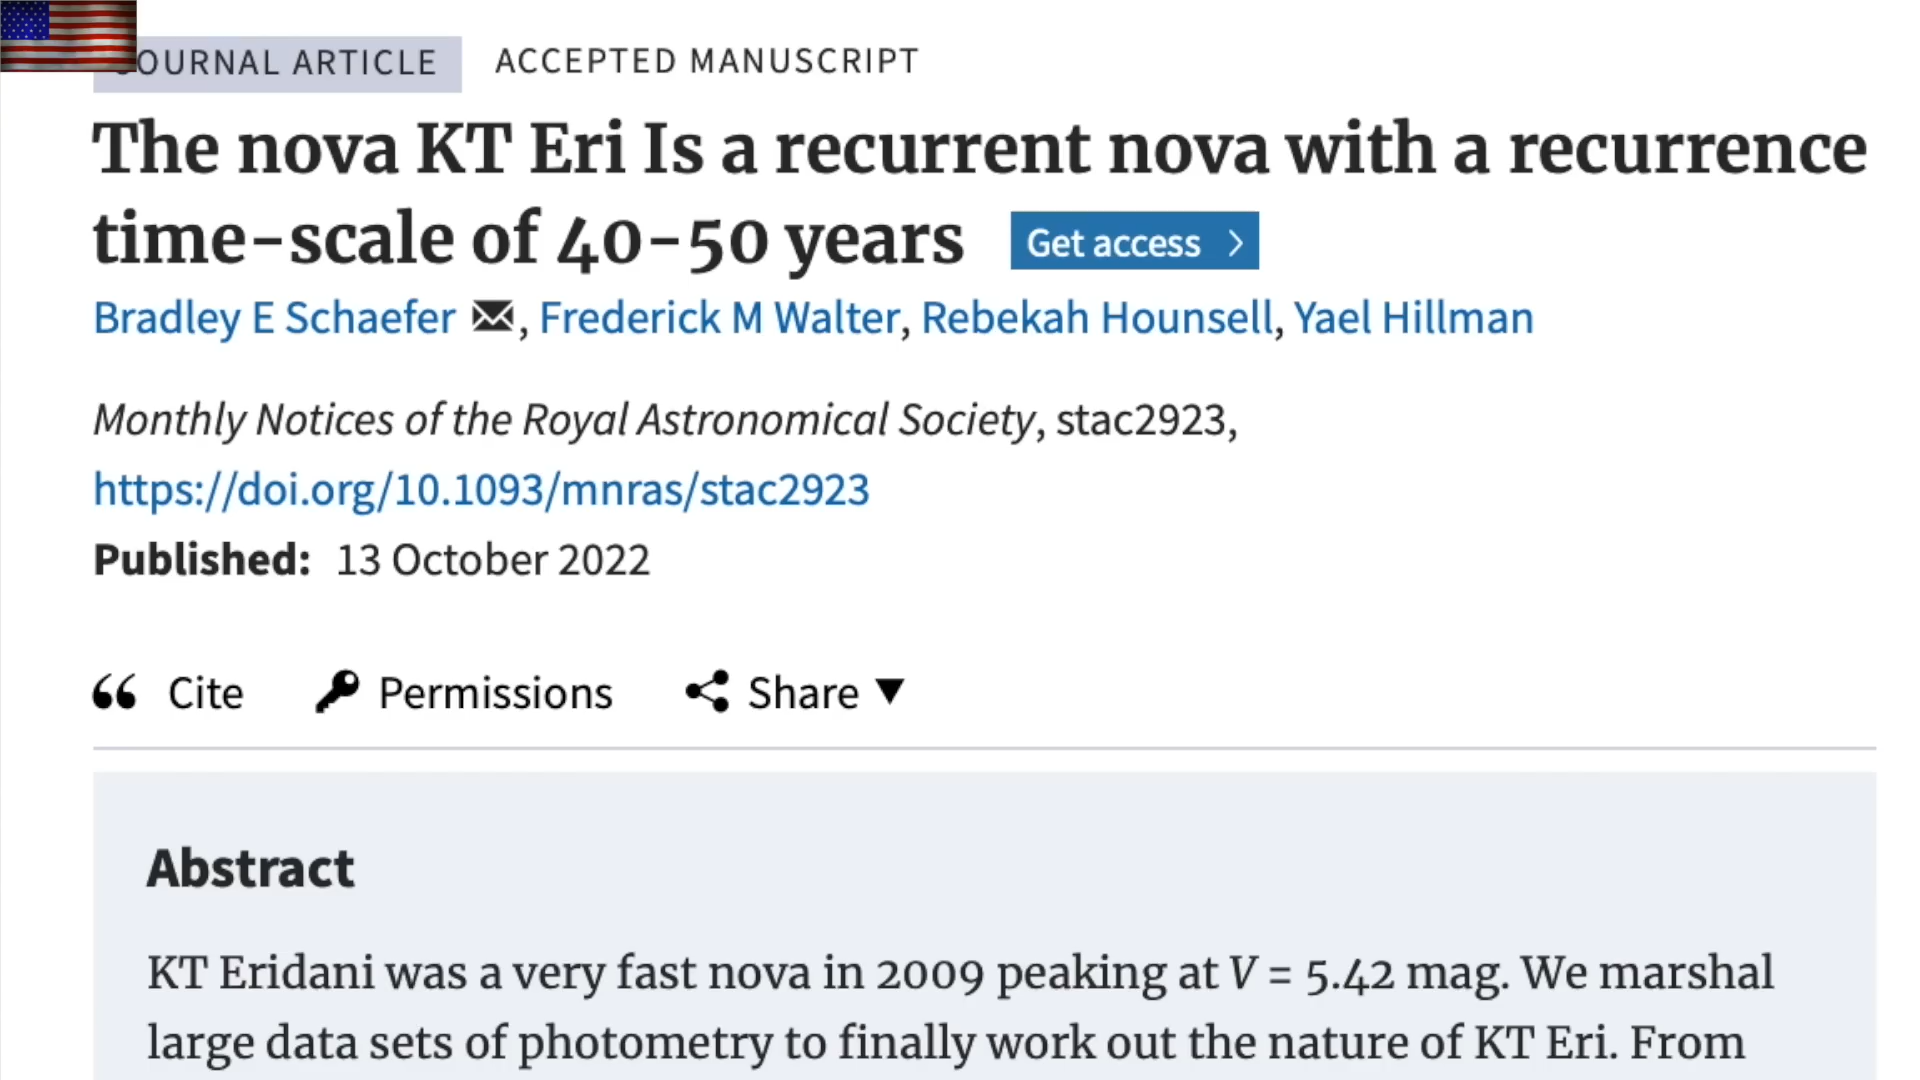 JOURNAL ARTICLE ACCEPTED MANUSCRIPT
The nova KT Eri Is a recurrent nova with a recurrence
time-scale of 40-50 years Get access
Bradley E Schaefer, Frederick M Walter, Rebekah Hounsell, Yael Hillman
Monthly Notices of the Royal Astronomical Society, stac2923,
https://doi.org/10.1093/mnras/stac2923
Published: 13 October 2022
Cite Permissions Share
Abstract
KT Eridani was a very fast nova in 2009 peaking at V = 5.42 mag. We marshal
large data sets of photometry to finally work out the nature of KT Eri. From